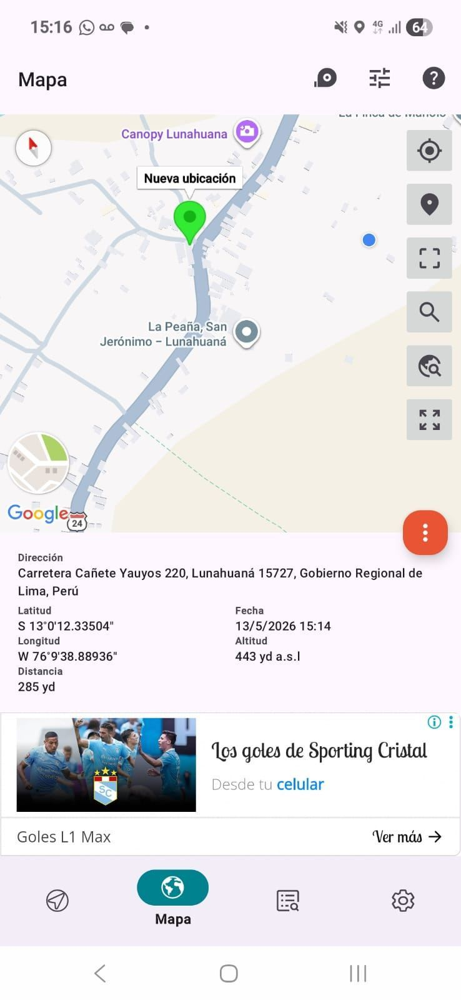 15:16
4G
64
Mapa
?
Canopy Lunahuana
Nueva ubicación
La Peaña, San
Jerónimo – Lunahuaná
Google
24
Dirección
Carretera Cañete Yauyos 220, Lunahuaná 15727, Gobierno Regional de
Lima, Perú
Latitud
S 13°0'12.33504"
Fecha
13/5/2026 15:14
Longitud
W 76°9'38.88936"
Altitud
443 yd a.s.l
Distancia
285 yd
SC
Los goles de Sporting Cristal
Desde tu celular
Goles L1 Max
Ver más →
Mapa